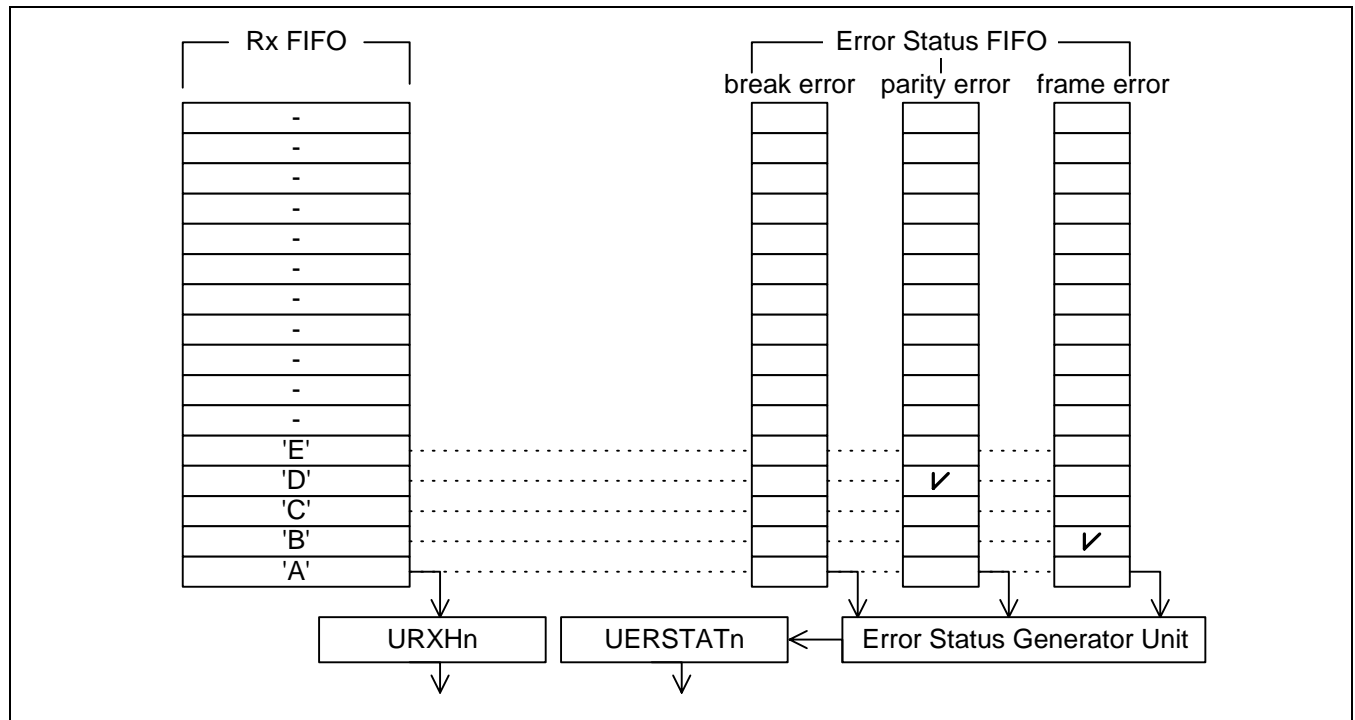 Rx FIFO
Error Status FIFO
break error parity error frame error
-
-
-
-
-
-
-
-
-
-
-
'E'
'D'
'C'
'B'
'A'
URXHn
UERSTATn
Error Status Generator Unit